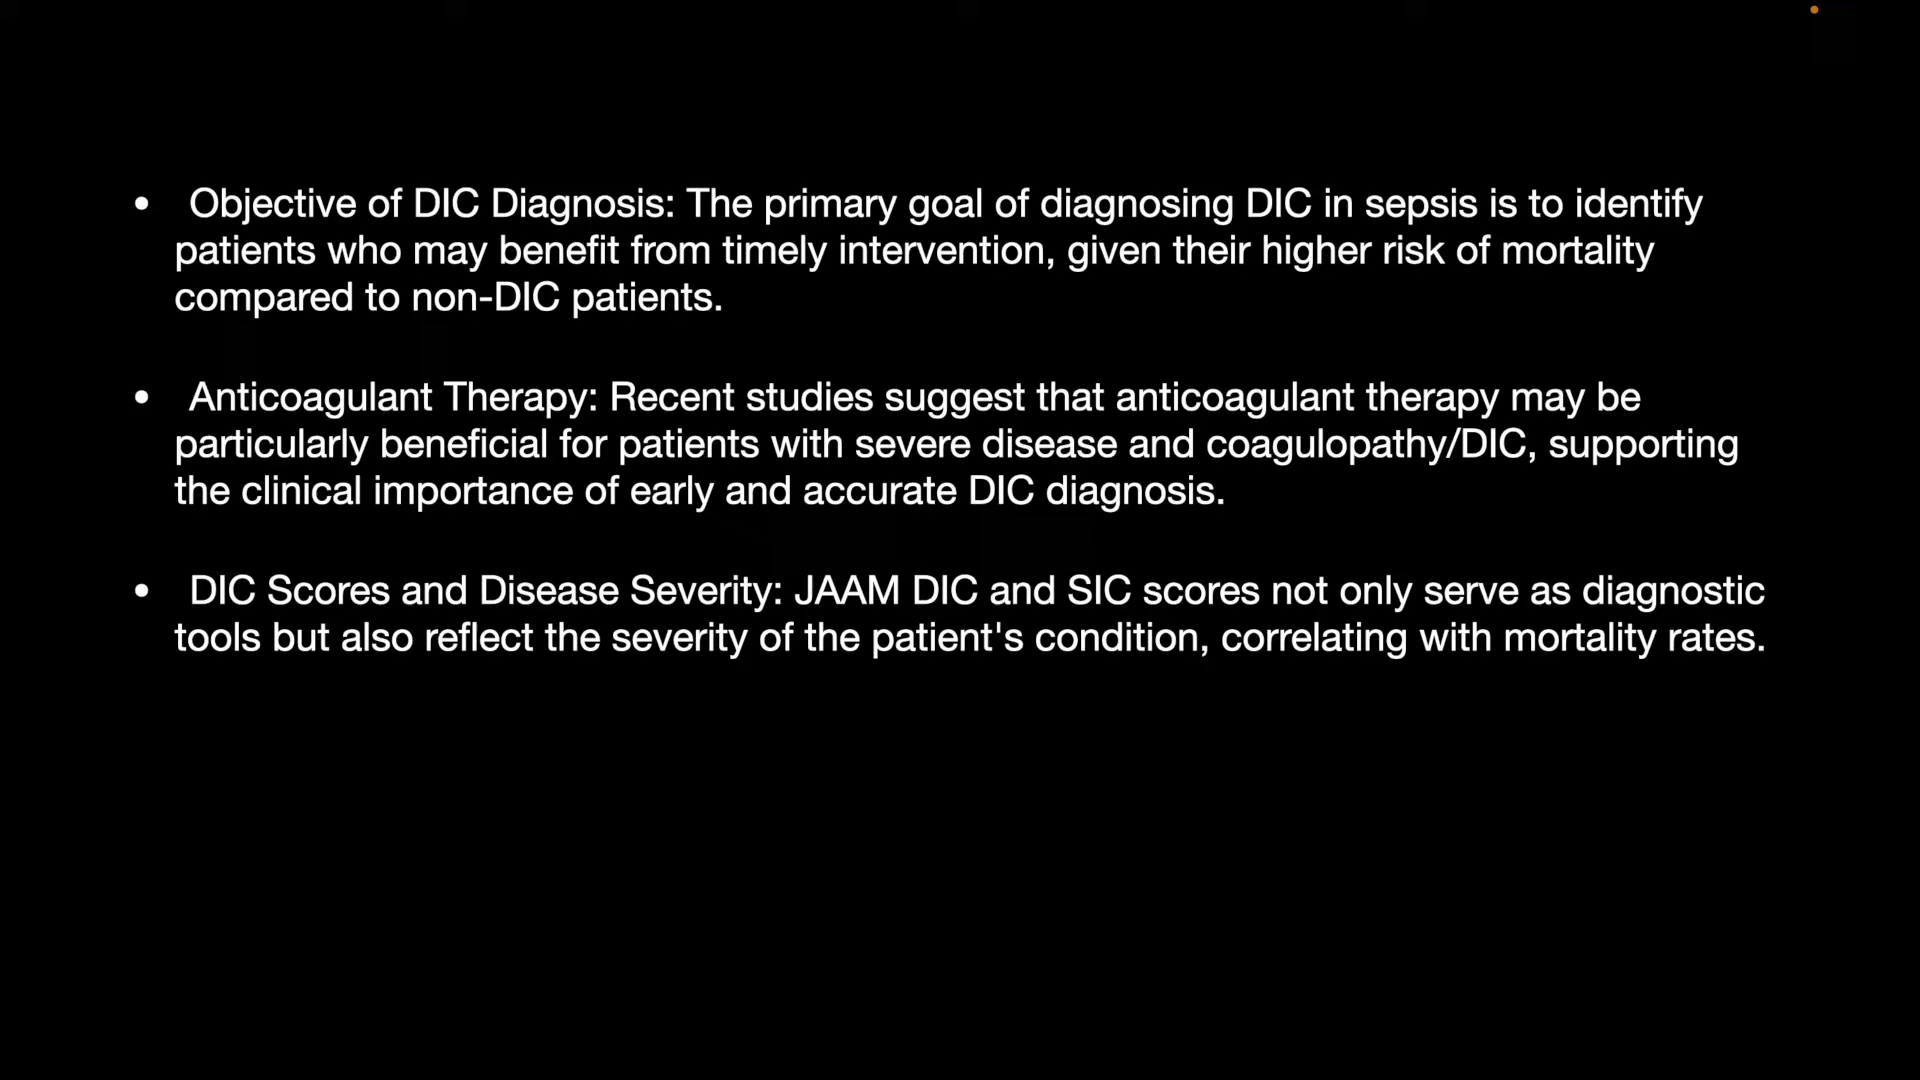 • Objective of DIC Diagnosis: The primary goal of diagnosing DIC in sepsis is to identify
patients who may benefit from timely intervention, given their higher risk of mortality
compared to non-DIC patients.
• Anticoagulant Therapy: Recent studies suggest that anticoagulant therapy may be
particularly beneficial for patients with severe disease and coagulopathy/DIC, supporting
the clinical importance of early and accurate DIC diagnosis.
• DIC Scores and Disease Severity: JAAM DIC and SIC scores not only serve as diagnostic
tools but also reflect the severity of the patient's condition, correlating with mortality rates.